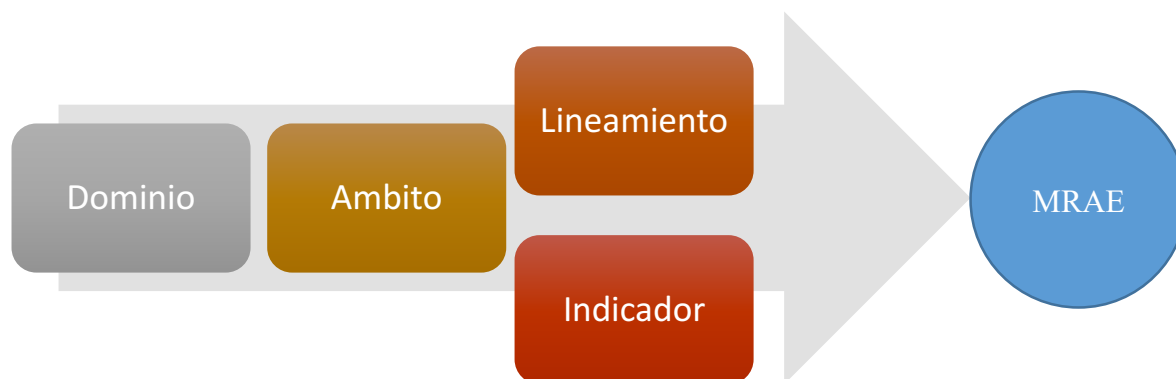 Dominio
Ambito
Lineamiento
Indicador
MRAE